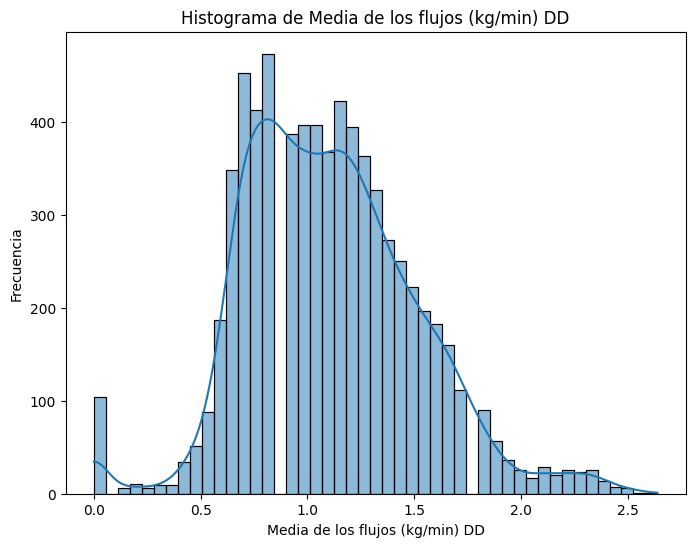 Histograma de Media de los flujos (kg/min) DD
Frecuencia
400
300
200
100
0
0.0 0.5 1.0 1.5 2.0 2.5
Media de los flujos (kg/min) DD